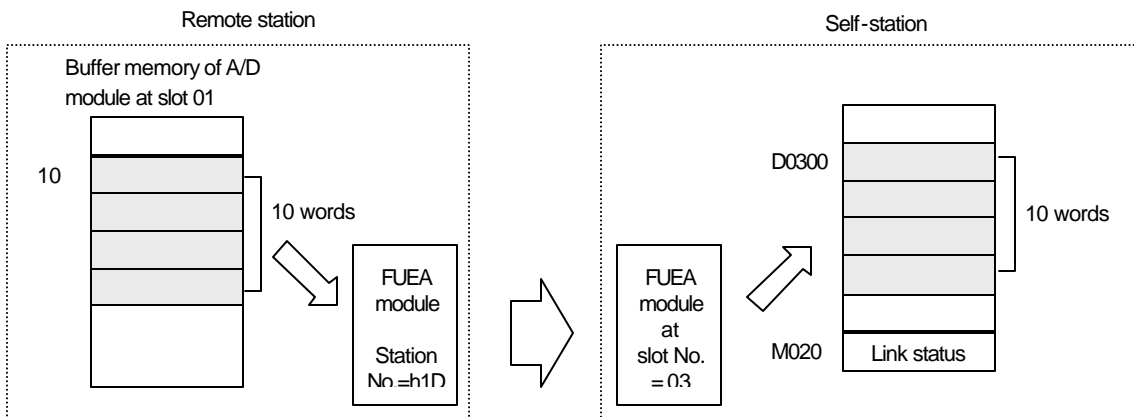 Remote station
Self-station
Buffer memory of A/D
module at slot 01
10
10 words
FUEA
module
Station
No.=h1D
FUEA
module
at
slot No.
= 03
D0300
10 words
M020
Link status